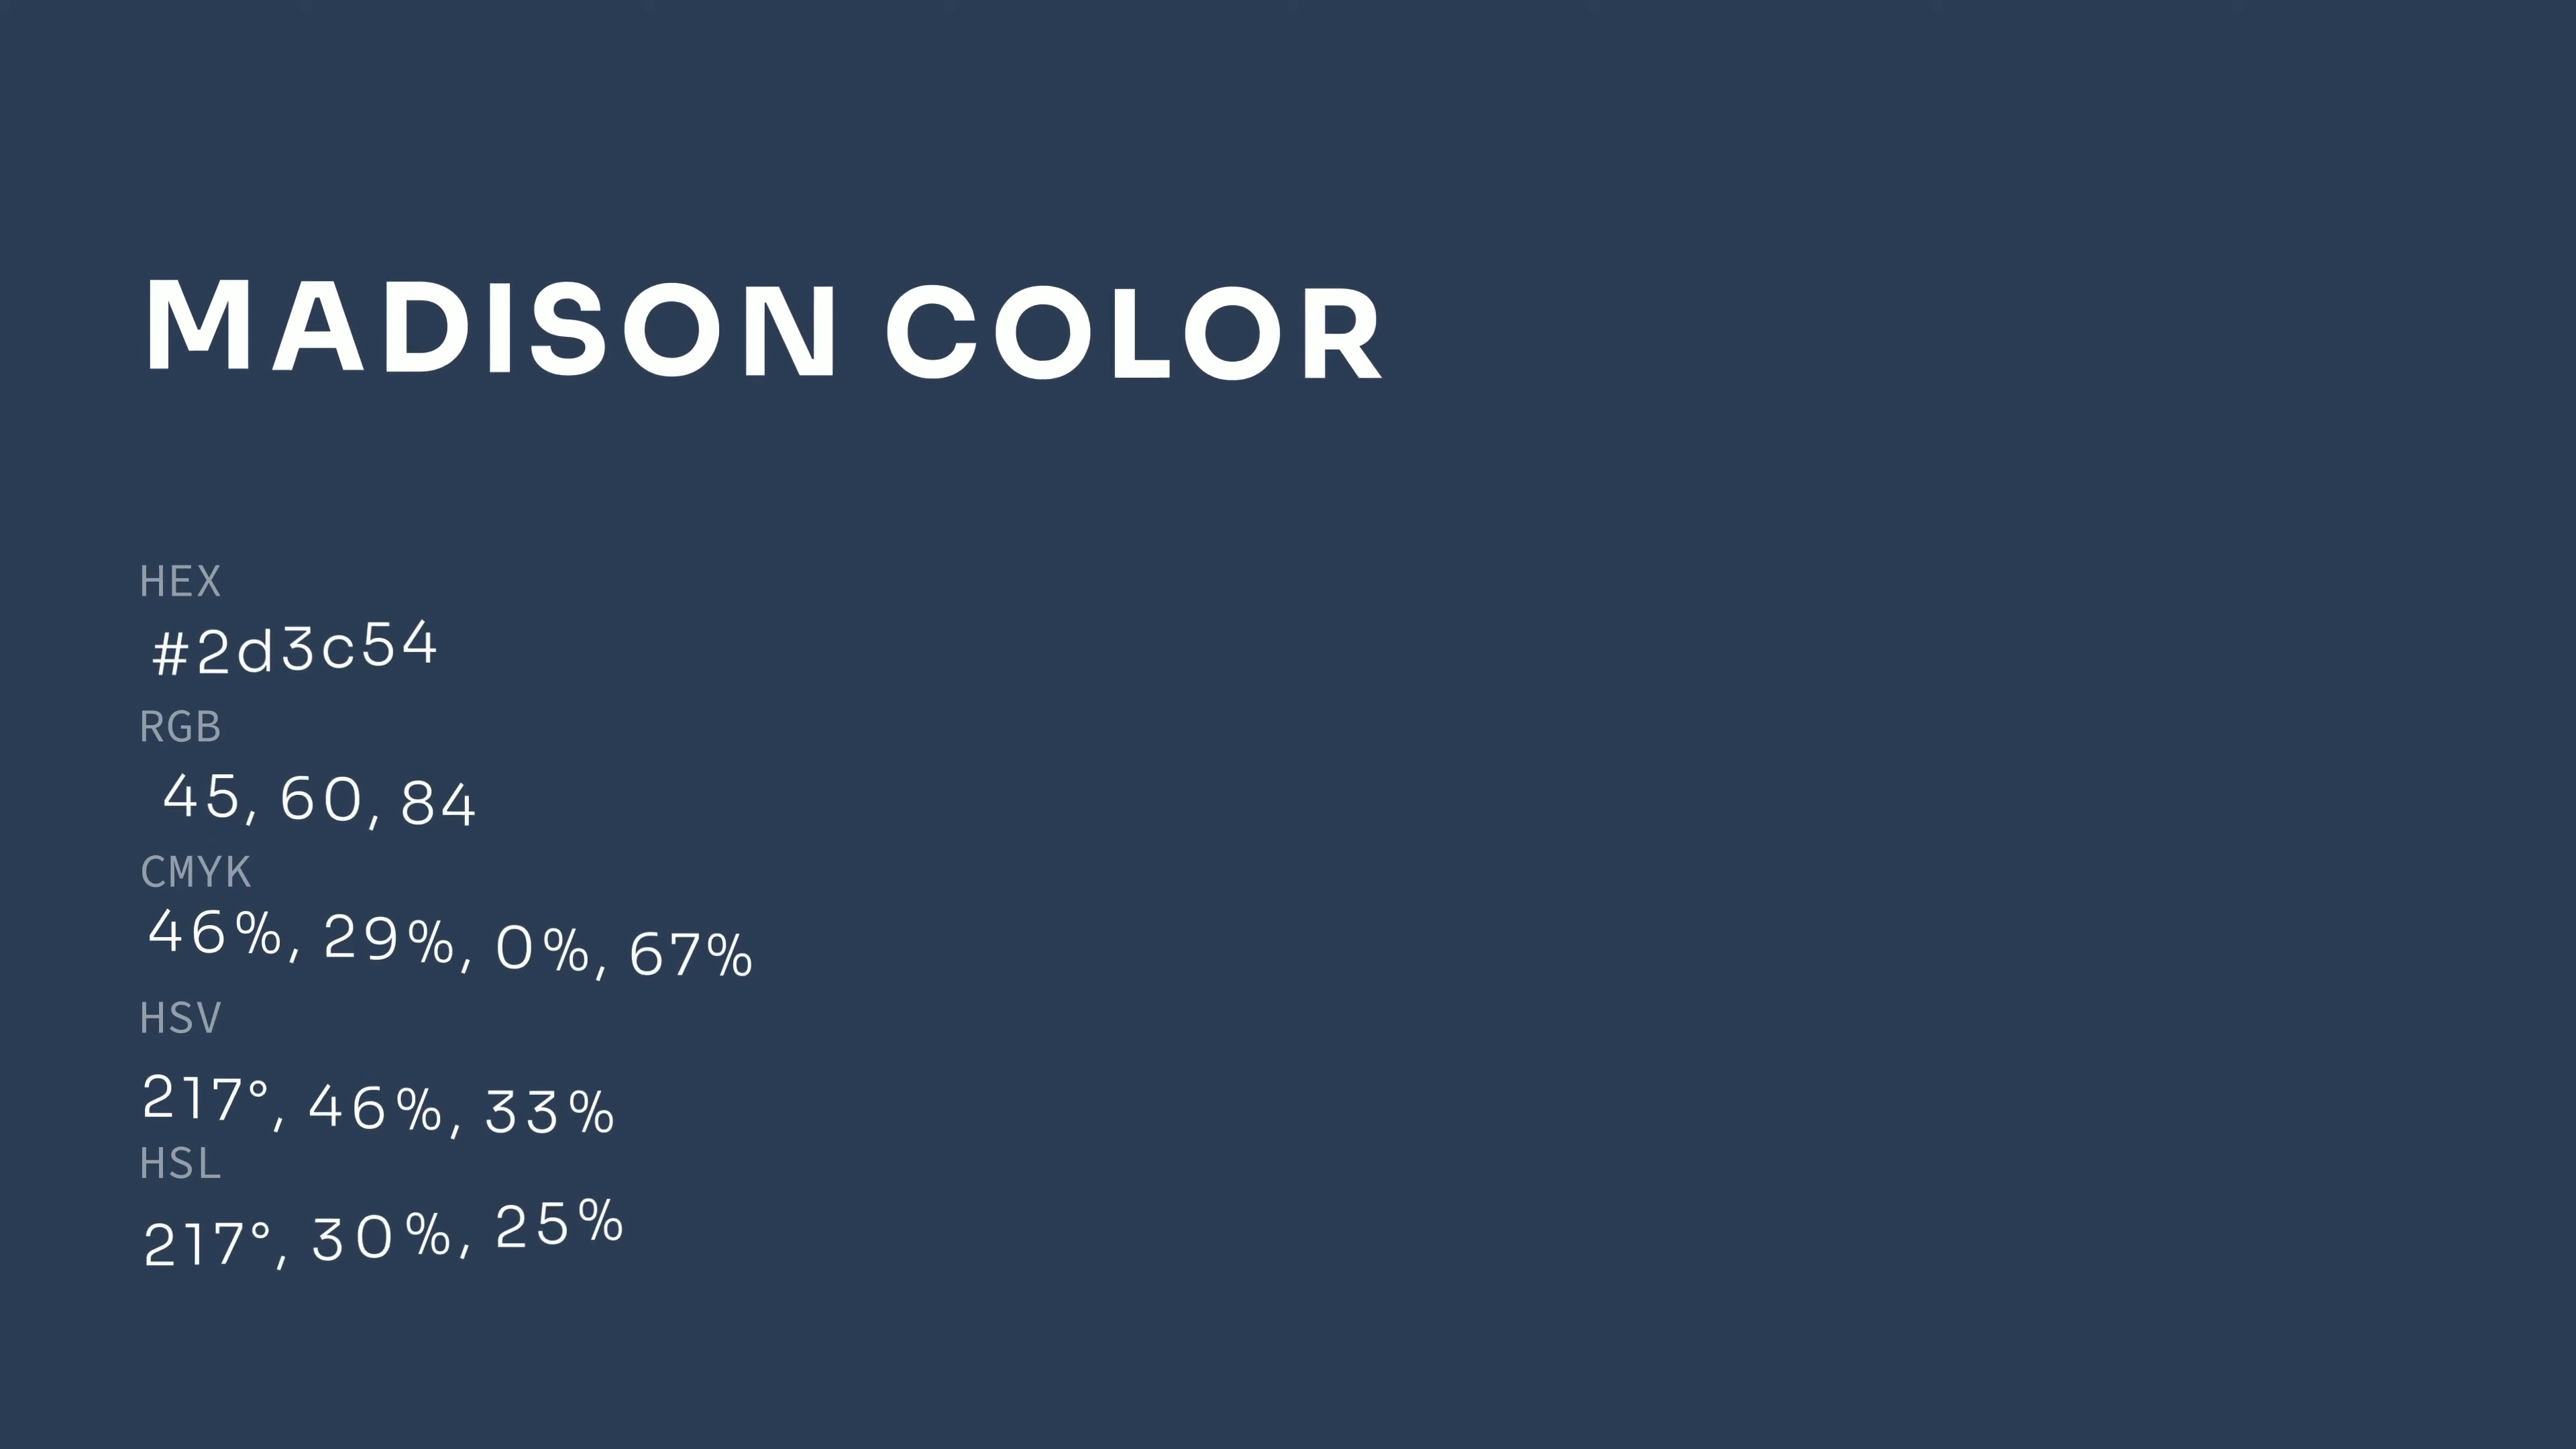 MADISON COLOR
HEX
#2d3c54
RGB
45, 60, 84
CMYK
46%, 29%, 0%, 67%
HSV
217°, 46%, 33%
HSL
217°, 30%, 25%